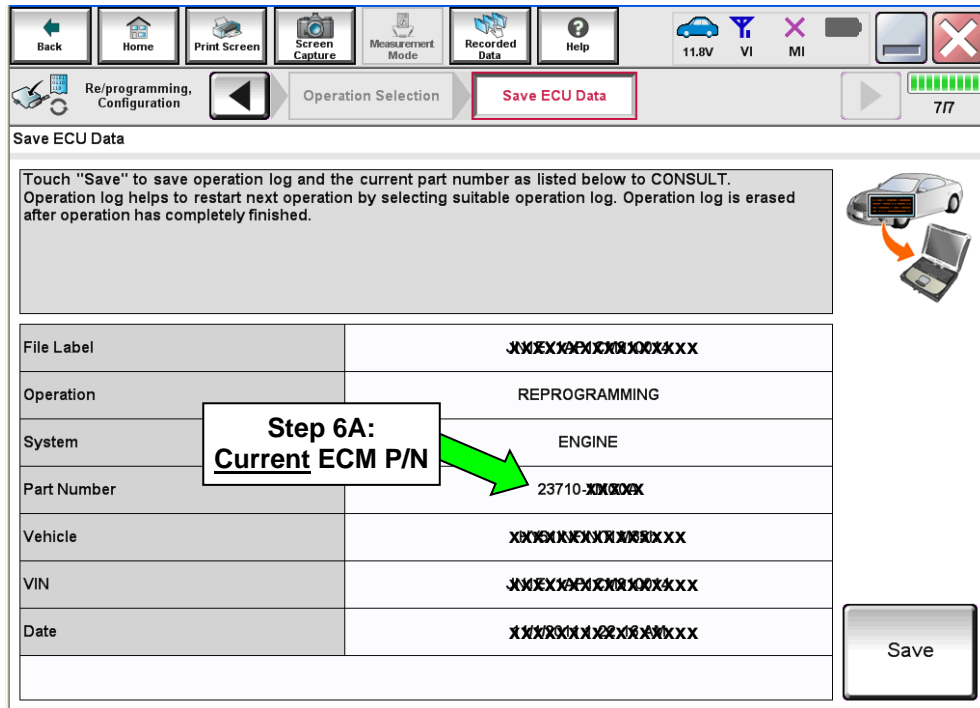 Back
Home
Print Screen
Screen Capture
Measurement Mode
Recorded Data
Help
11.8V
VI
MI
Re/programming, Configuration
Operation Selection
Save ECU Data
7/7
Save ECU Data
Touch "Save" to save operation log and the current part number as listed below to CONSULT.
Operation log helps to restart next operation by selecting suitable operation log. Operation log is erased
after operation has completely finished.
File Label
Operation
REPROGRAMMING
Step 6A:
Current ECM P/N
System
ENGINE
Part Number
23710-
Vehicle
VIN
Date
Save